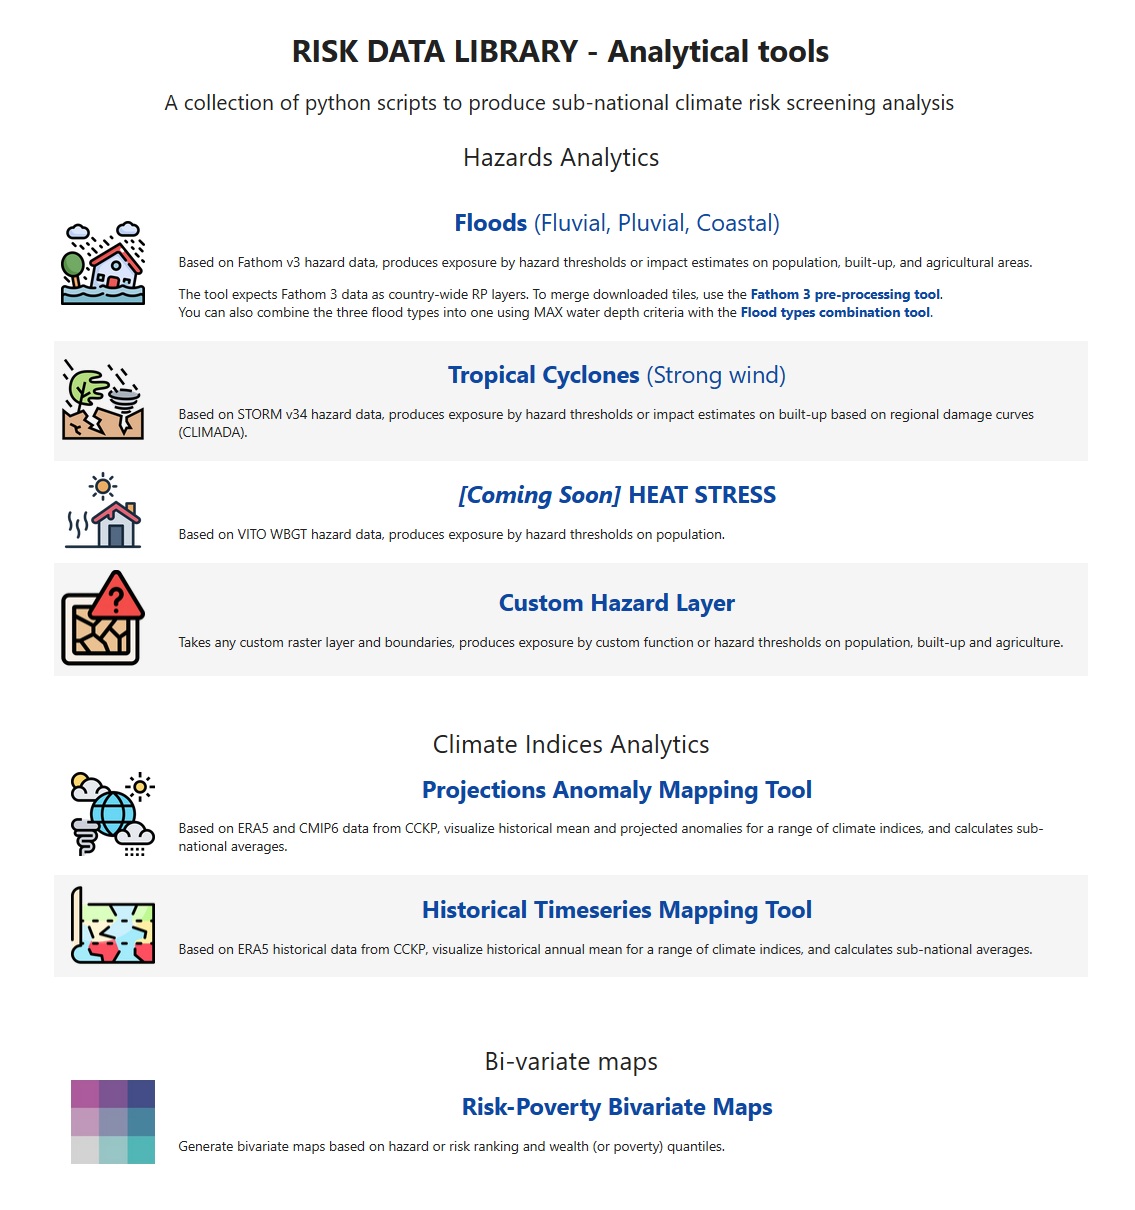 RISK DATA LIBRARY - Analytical tools
A collection of python scripts to produce sub-national climate risk screening analysis
Hazards Analytics
Floods (Fluvial, Pluvial, Coastal)
Based on Fathom v3 hazard data, produces exposure by hazard thresholds or impact estimates on population, built-up, and agricultural areas.
The tool expects Fathom 3 data as country-wide RP layers. To merge downloaded tiles, use the Fathom 3 pre-processing tool.
You can also combine the three flood types into one using MAX water depth criteria with the Flood types combination tool.
Tropical Cyclones (Strong wind)
Based on STORM v34 hazard data, produces exposure by hazard thresholds or impact estimates on built-up based on regional damage curves
(CLIMADA).
[Coming Soon] HEAT STRESS
Based on VITO WBGT hazard data, produces exposure by hazard thresholds on population.
?
Custom Hazard Layer
Takes any custom raster layer and boundaries, produces exposure by custom function or hazard thresholds on population, built-up and agriculture.
Climate Indices Analytics
Projections Anomaly Mapping Tool
Based on ERA5 and CMIP6 data from CCKP, visualize historical mean and projected anomalies for a range of climate indices, and calculates sub-
national averages.
Historical Timeseries Mapping Tool
Based on ERA5 historical data from CCKP, visualize historical annual mean for a range of climate indices, and calculates sub-national averages.
Bi-variate maps
Risk-Poverty Bivariate Maps
Generate bivariate maps based on hazard or risk ranking and wealth (or poverty) quantiles.